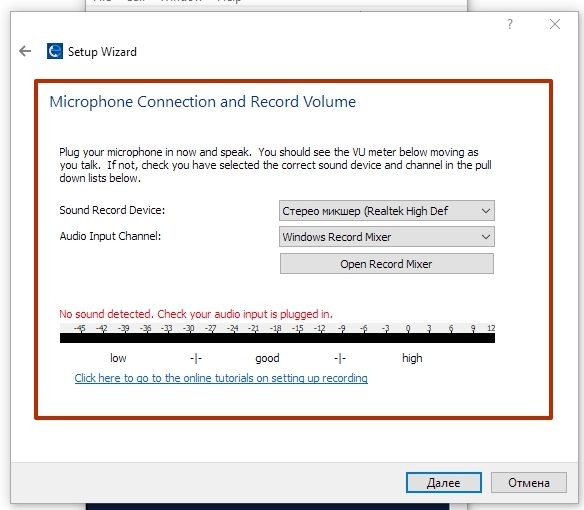 ?
Setup Wizard
Microphone Connection and Record Volume
Plug your microphone in now and speak. You should see the VU meter below moving as
you talk. If not, check you have selected the correct sound device and channel in the pull
down lists below.
Sound Record Device: Стерео микшер (Realtek High Def
Audio Input Channel: Windows Record Mixer
Open Record Mixer
No sound detected. Check your audio input is plugged in.
-45 -42 -39 -36 -33 -30 -27 -24 -21 -18 -15 -12 -9 -6 -3 0 3 6 9 12
low -|- good -|- high
Click here to go to the online tutorials on setting up recording
Далее Отмена